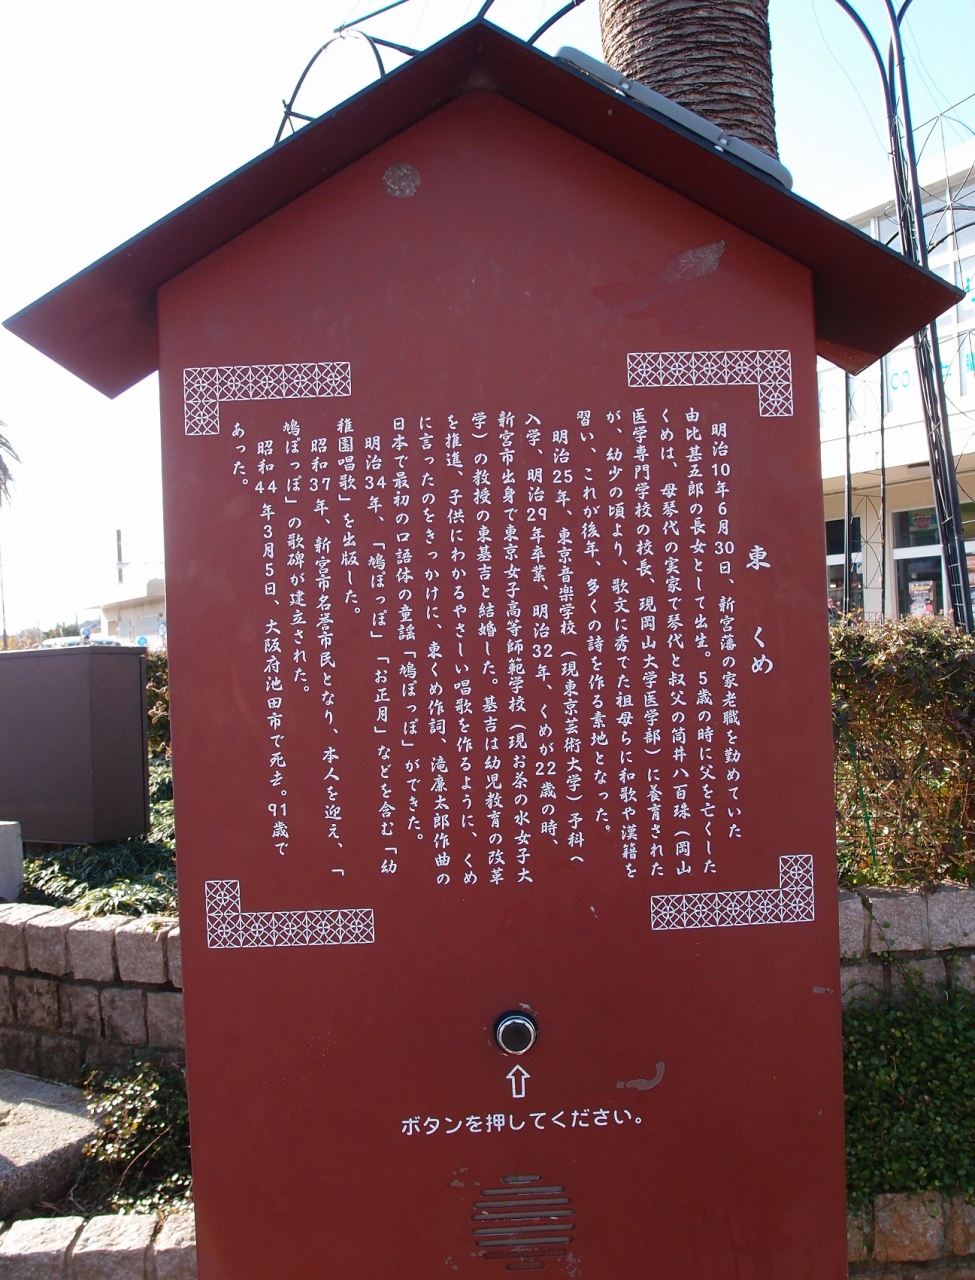 東 くめ
明治10年6月30日、新宮藩の家老職を勤めていた
由比甚五郎の長女として出生。5歳の時に父を亡くした
くめは、母琴代の実家で琴代と叔父の筒井八百珠（岡山
医学専門学校の校長、現岡山大学医学部）に養育された
が、幼少の頃より、歌文に秀でた祖母らに和歌や漢籍を
習い、これが後年、多くの詩を作る素地となった。
明治25年、東京音楽学校（現東京芸術大学）予科へ
入学、明治29年卒業、明治32年、くめが22歳の時、
新宮市出身で東京女子高等師範学校（現お茶の水女子大
学）の教授の東基吉と結婚した。基吉は幼児教育の改革
を推進、子供にわかるやさしい唱歌を作るように、くめ
に言ったのをきっかけに、東くめ作詞、滝廉太郎作曲の
日本で最初の口語体の童謡「鳩ぽっぽ」ができた。
明治34年、「鳩ぽっぽ」「お正月」などを含む「幼
稚園唱歌」を出版した。
昭和37年、新宮市名誉市民となり、本人を迎え、「
鳩ぽっぽ」の歌碑が建立された。
昭和44年3月5日、大阪府池田市で死去。91歳で
あった。
ボタンを押してください。